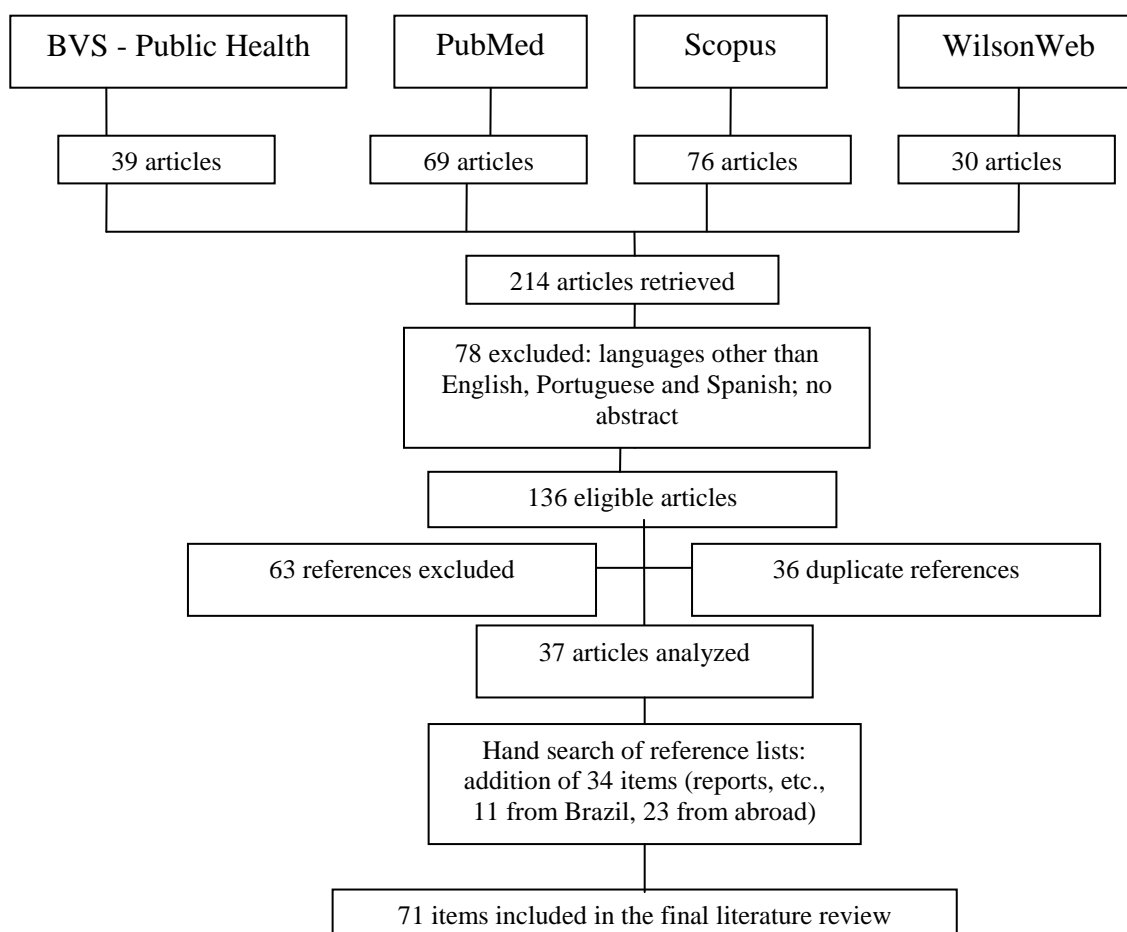 BVS - Public Health
PubMed
Scopus
WilsonWeb
39 articles
69 articles
76 articles
30 articles
214 articles retrieved
78 excluded: languages other than
English, Portuguese and Spanish; no
abstract
136 eligible articles
63 references excluded
36 duplicate references
37 articles analyzed
Hand search of reference lists:
addition of 34 items (reports, etc.,
11 from Brazil, 23 from abroad)
71 items included in the final literature review